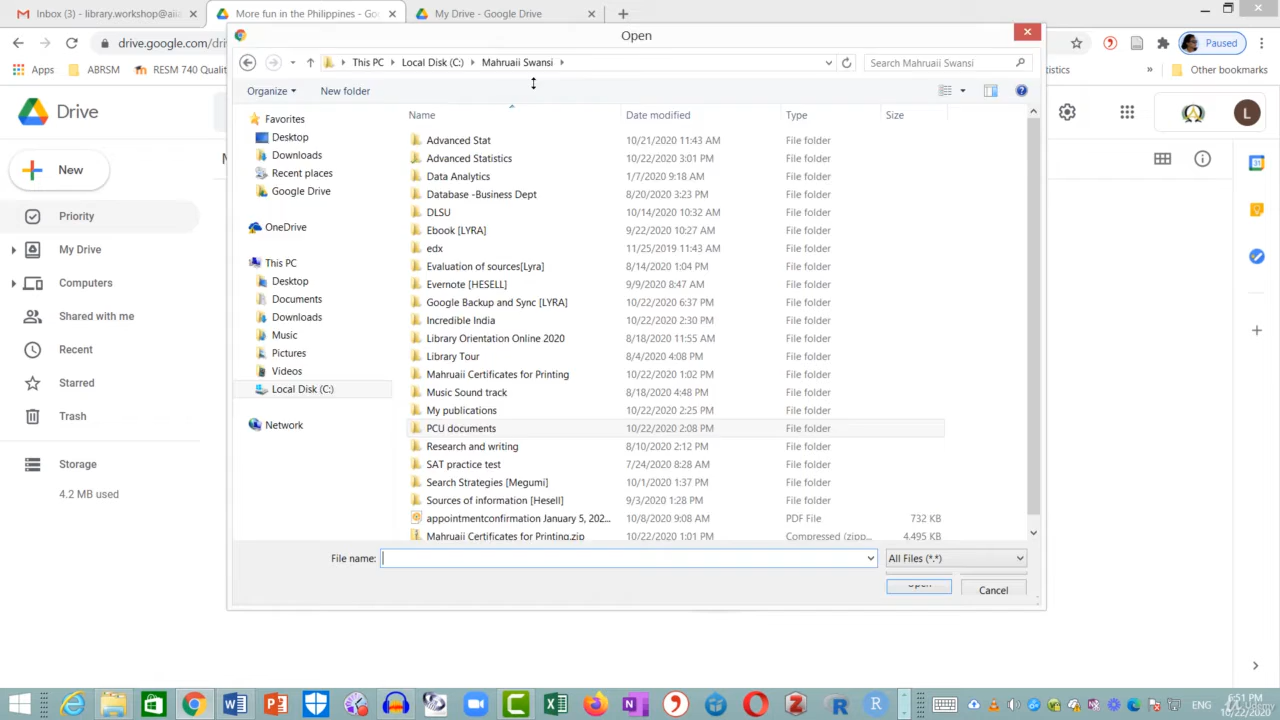 Inbox (3) - library.workshop@aii
More fun in the Philippines - Go
My Drive - Google Drive
drive.google.com/dri
Paused
Apps
ABRSM
RESM 740 Quali
tistics
»
Other bookmarks
Open
This PC
Local Disk (C:)
Mahruaii Swansi
Search Mahruaii Swansi
Organize
New folder
Drive
New
Priority
My Drive
Computers
Shared with me
Recent
Starred
Trash
Storage
4.2 MB used
Favorites
Desktop
Downloads
Recent places
Google Drive
OneDrive
This PC
Desktop
Documents
Downloads
Music
Pictures
Videos
Local Disk (C:)
Network
Name Date modified Type Size
Advanced Stat 10/21/2020 11:43 AM File folder
Advanced Statistics 10/22/2020 3:01 PM File folder
Data Analytics 1/7/2020 9:18 AM File folder
Database -Business Dept 8/20/2020 3:23 PM File folder
DLSU 10/14/2020 10:32 AM File folder
Ebook [LYRA] 9/22/2020 10:27 AM File folder
edx 11/25/2019 11:43 AM File folder
Evaluation of sources[Lyra] 8/14/2020 1:04 PM File folder
Evernote [HESELL] 9/9/2020 8:47 AM File folder
Google Backup and Sync [LYRA] 10/22/2020 6:37 PM File folder
Incredible India 10/22/2020 2:30 PM File folder
Library Orientation Online 2020 8/18/2020 11:55 AM File folder
Library Tour 8/4/2020 4:08 PM File folder
Mahruaii Certificates for Printing 10/22/2020 1:02 PM File folder
Music Sound track 8/18/2020 4:48 PM File folder
My publications 10/22/2020 2:25 PM File folder
PCU documents 10/22/2020 2:08 PM File folder
Research and writing 8/10/2020 2:12 PM File folder
SAT practice test 7/24/2020 8:28 AM File folder
Search Strategies [Megumi] 10/1/2020 1:37 PM File folder
Sources of information [Hesell] 9/3/2020 1:28 PM File folder
appointmentconfirmation January 5, 202... 10/8/2020 9:08 AM PDF File 732 KB
Mahruaii Certificates for Printing.zip 10/22/2020 1:01 PM Compressed (zipp... 4,495 KB
File name:
All Files (*.*)
Open
Cancel
L
ENG
6:51 PM
10/22/2020
Udemy